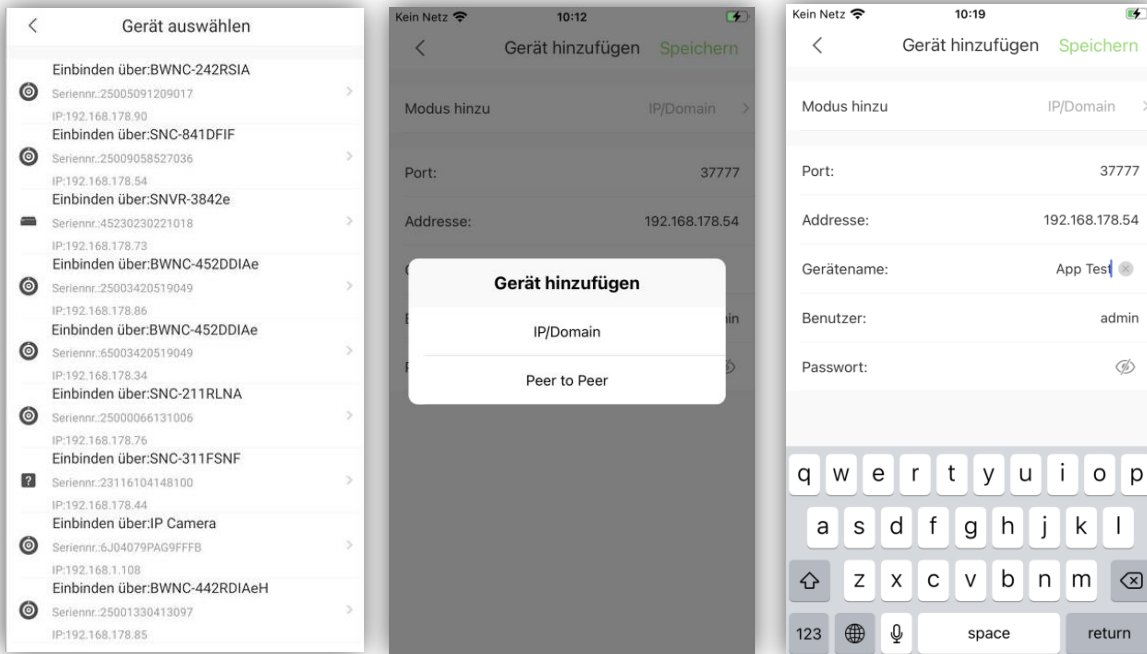 Gerät auswählen
Einbinden über:BWNC-242RSIA
Seriennr.:25005091209017
IP:192.168.178.90
Einbinden über:SNC-841DFIF
Seriennr.:25009058527036
IP:192.168.178.54
Einbinden über:SNVR-3842e
Seriennr.:45230230221018
IP:192.168.178.73
Einbinden über:BWNC-452DDIAe
Seriennr.:25003420519049
IP:192.168.178.86
Einbinden über:BWNC-452DDIAe
Seriennr.:65003420519049
IP:192.168.178.34
Einbinden über:SNC-211RLNA
Seriennr.:25000066131006
IP:192.168.178.76
Einbinden über:SNC-311FSNF
Seriennr.:23116104148100
IP:192.168.178.44
Einbinden über:IP Camera
Seriennr.:6J04079PAG9FFFB
IP:192.168.1.108
Einbinden über:BWNC-442RDIAeH
Seriennr.:25001330413097
IP:192.168.178.85
Kein Netz 10:12
Gerät hinzufügen Speichern
Modus hinzu IP/Domain
Port: 37777
Addresse: 192.168.178.54
Gerät hinzufügen
IP/Domain
Peer to Peer
Kein Netz 10:19
Gerät hinzufügen Speichern
Modus hinzu IP/Domain
Port: 37777
Addresse: 192.168.178.54
Gerätename: App Test
Benutzer: admin
Passwort:
q w e r t y u i o p
a s d f g h j k l
z x c v b n m
123 space return